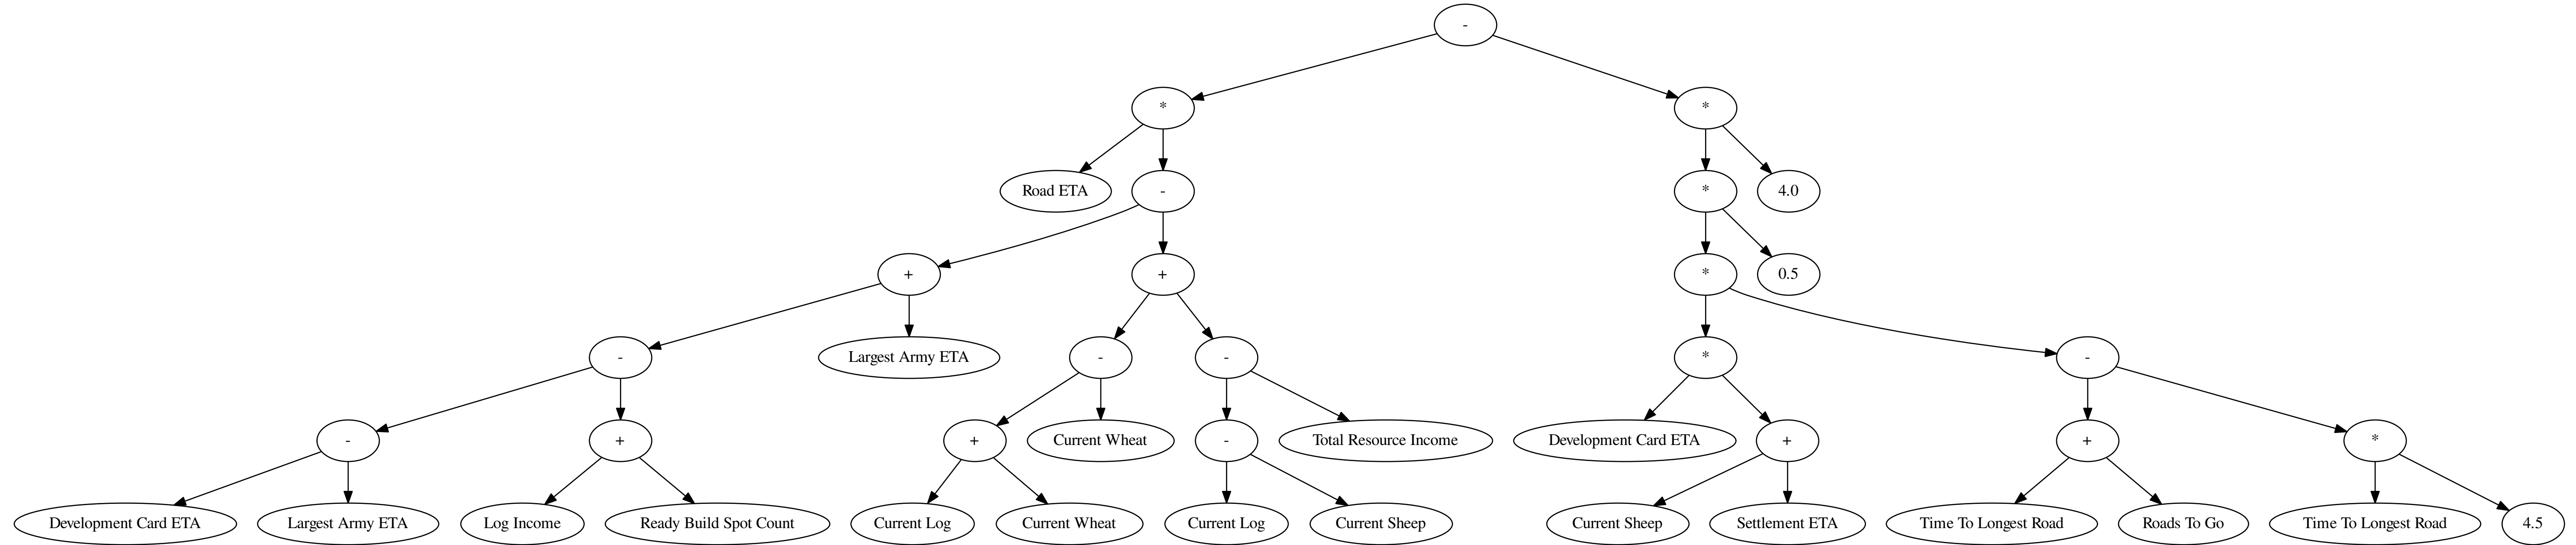 -
*
*
Road ETA
-
*
4.0
+
+
*
0.5
-
Largest Army ETA
-
-
*
-
-
+
+
Current Wheat
-
Total Resource Income
Development Card ETA
+
+
*
Development Card ETA
Largest Army ETA
Log Income
Ready Build Spot Count
Current Log
Current Wheat
Current Log
Current Sheep
Current Sheep
Settlement ETA
Time To Longest Road
Roads To Go
Time To Longest Road
4.5